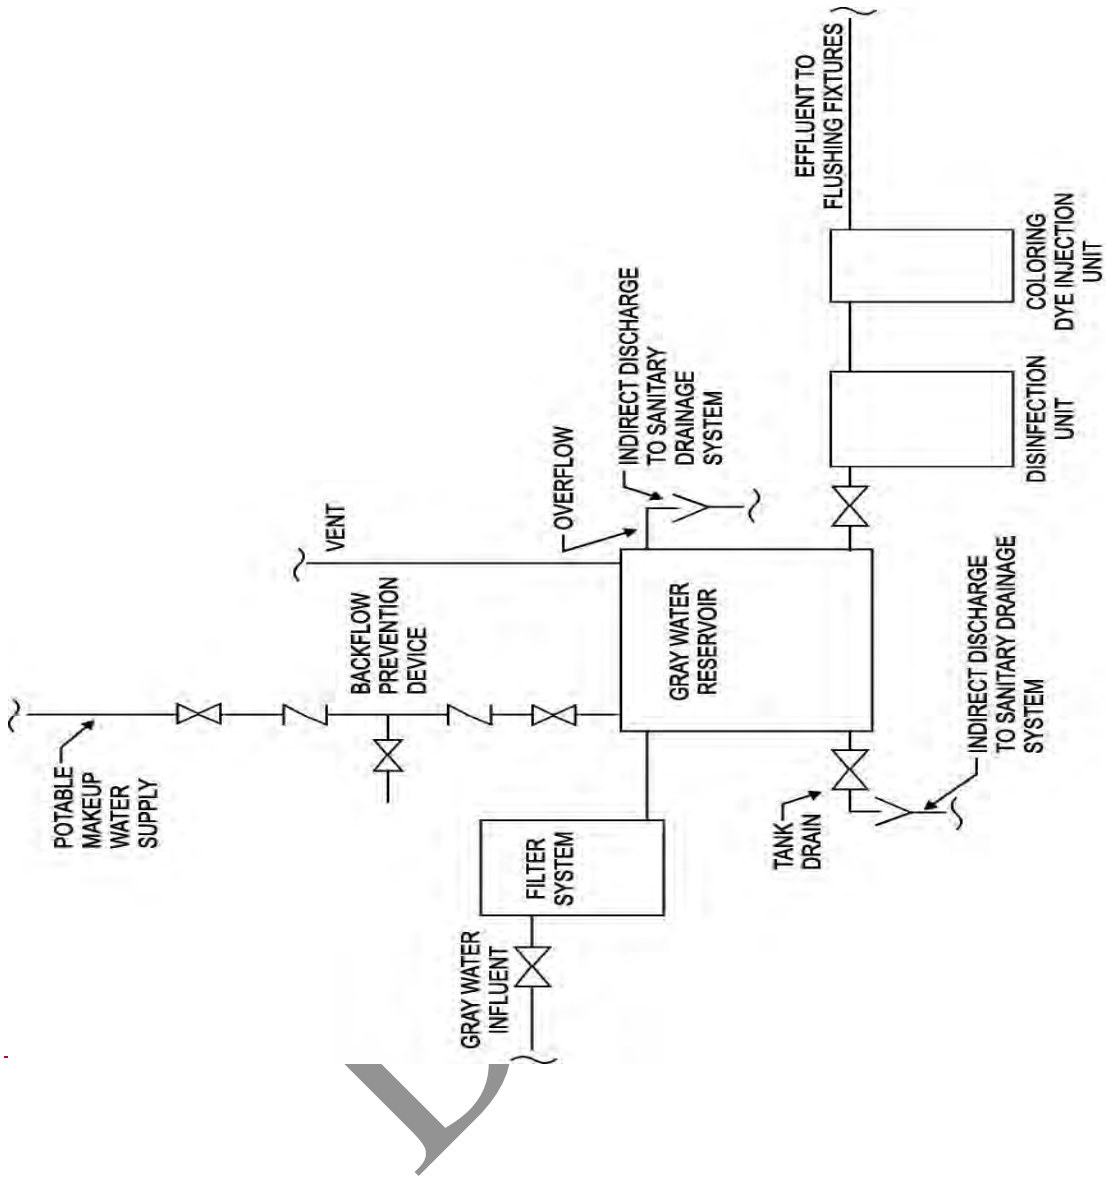 POTABLE
MAKEUP
WATER
SUPPLY
BACKFLOW
PREVENTION
DEVICE
VENT
OVERFLOW
INDIRECT DISCHARGE
TO SANITARY
DRAINAGE
SYSTEM
EFFLUENT TO
FLUSHING FIXTURES
GRAY WATER
INFLUENT
FILTER
SYSTEM
GRAY WATER
RESERVOIR
TANK
DRAIN
INDIRECT DISCHARGE
TO SANITARY DRAINAGE
SYSTEM
DISINFECTION
UNIT
COLORING
DYE INJECTION
UNIT